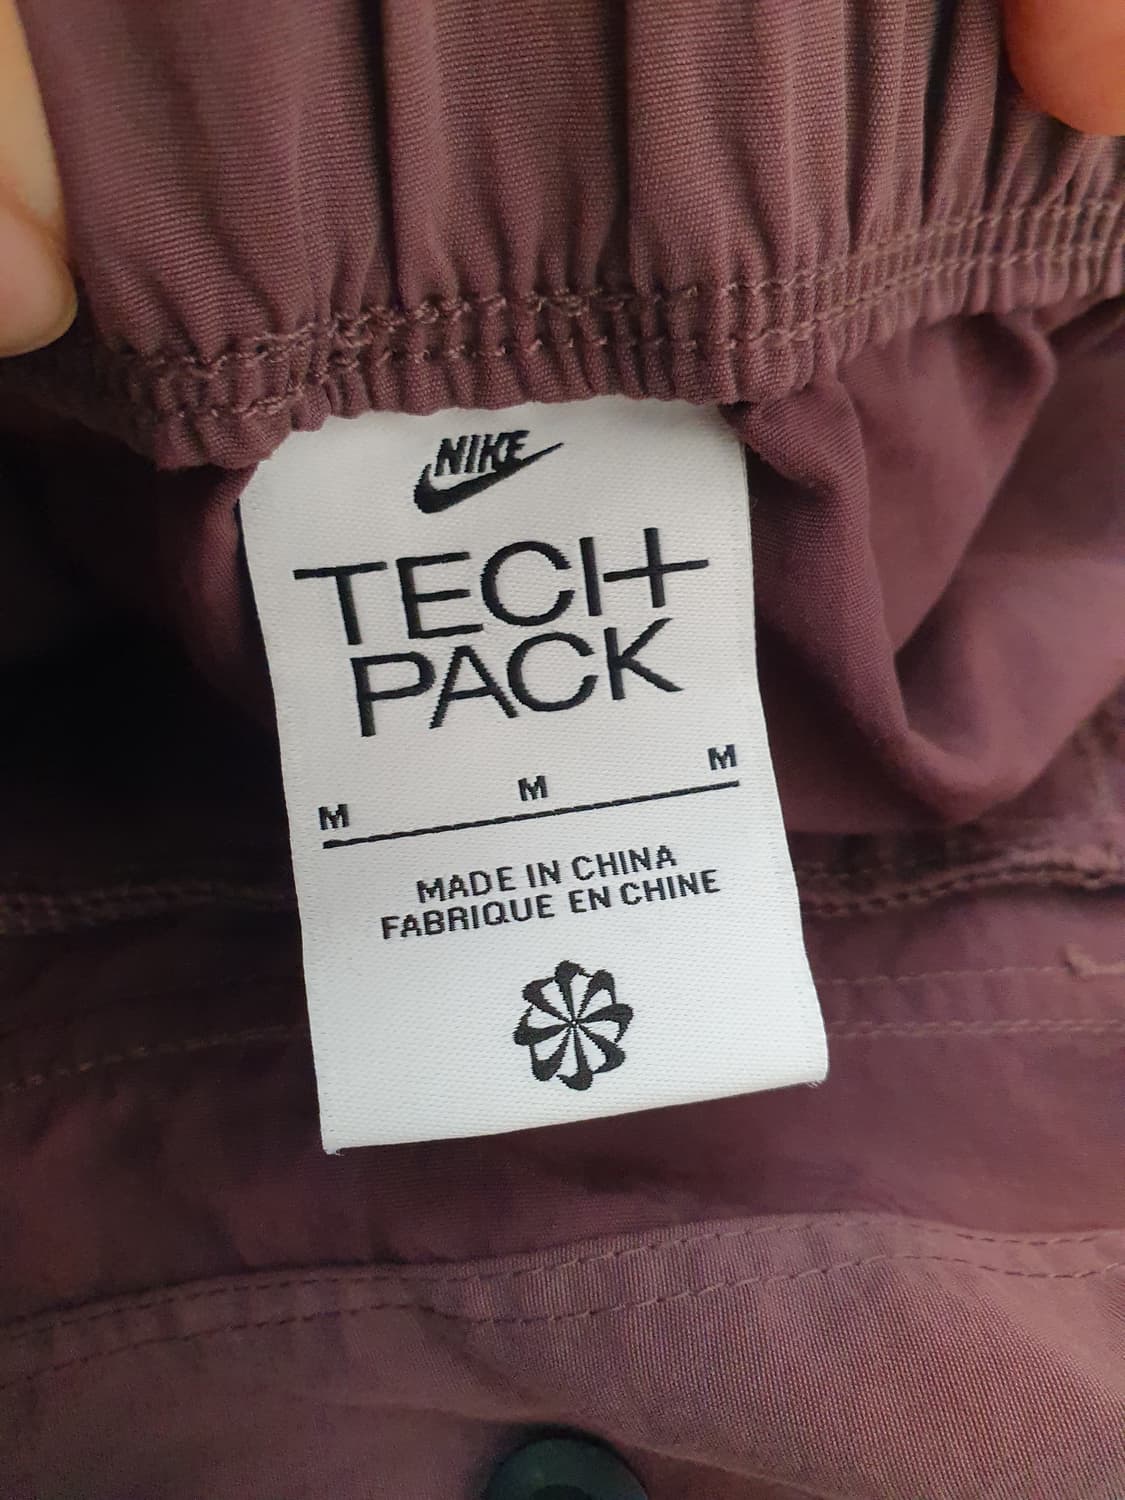 NIKE
TECH
PACK
M M M
MADE IN CHINA
FABRIQUE EN CHINE